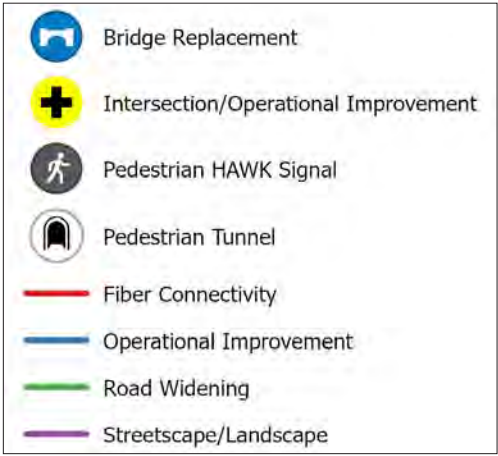 Bridge Replacement
Intersection/Operational Improvement
Pedestrian HAWK Signal
Pedestrian Tunnel
Fiber Connectivity
Operational Improvement
Road Widening
Streetscape/Landscape